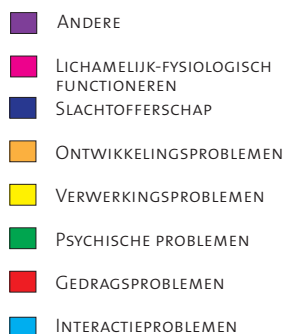 Andere
Lichamelijk-fysiologisch
functioneren
Slachtofferschap
Ontwikkelingsproblemen
Verwerkingsproblemen
Psychische problemen
Gedragsproblemen
Interactieproblemen